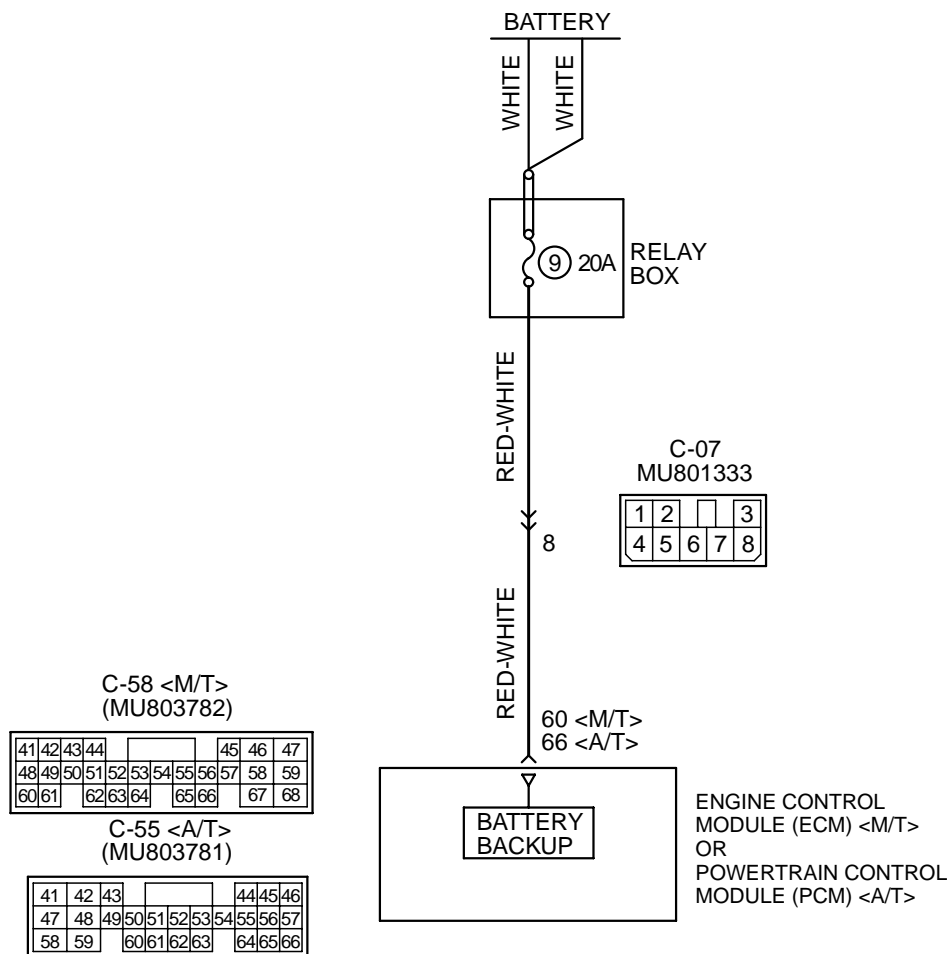 BATTERY
WHITE
WHITE
9 20A
RELAY
BOX
RED-WHITE
C-07
MU801333
1 2 3
4 5 6 7 8
8
RED-WHITE
60 <M/T>
66 <A/T>
C-58 <M/T>
(MU803782)
41 42 43 44 45 46 47
48 49 50 51 52 53 54 55 56 57 58 59
60 61 62 63 64 65 66 67 68
C-55 <A/T>
(MU803781)
41 42 43 44 45 46
47 48 49 50 51 52 53 54 55 56 57
58 59 60 61 62 63 64 65 66
BATTERY
BACKUP
ENGINE CONTROL
MODULE (ECM) <M/T>
OR
POWERTRAIN CONTROL
MODULE (PCM) <A/T>